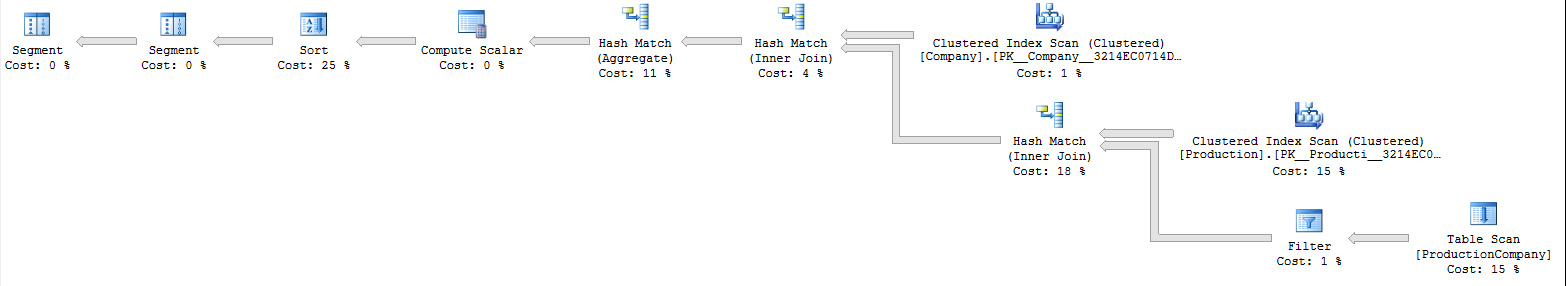 Segment
Cost: 0 %
Segment
Cost: 0 %
Sort
Cost: 25 %
Compute Scalar
Cost: 0 %
Hash Match
(Aggregate)
Cost: 11 %
Hash Match
(Inner Join)
Cost: 4 %
Clustered Index Scan (Clustered)
[Company].[PK__Company__3214EC0714D…
Cost: 1 %
Hash Match
(Inner Join)
Cost: 18 %
Clustered Index Scan (Clustered)
[Production].[PK__Producti__3214EC0…
Cost: 15 %
Filter
Cost: 1 %
Table Scan
[ProductionCompany]
Cost: 15 %